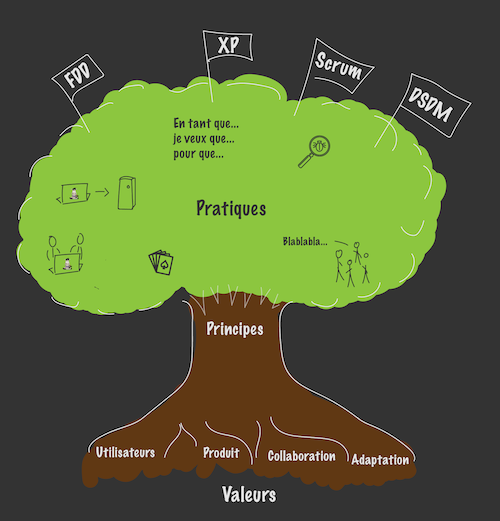 FDD
XP
Scrum
DSDM
En tant que...
je veux que...
pour que...
Pratiques
Blablabla...
Principes
Utilisateurs
Produit
Collaboration
Adaptation
Valeurs